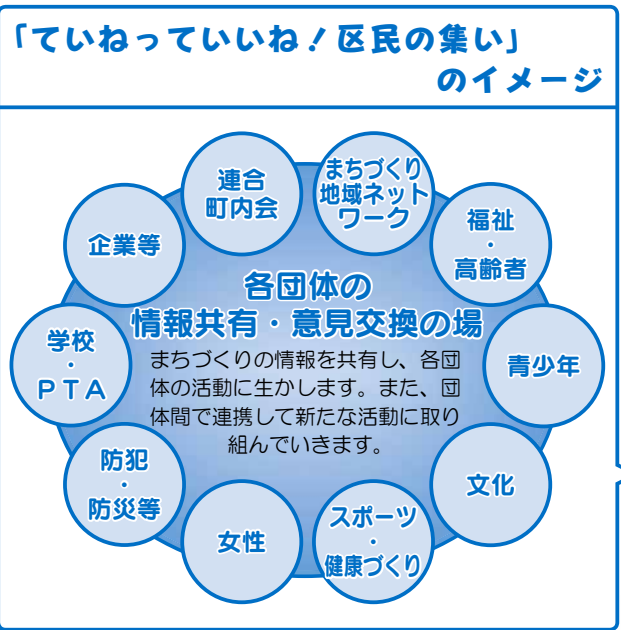 「ていねっていいね!区民の集い」
のイメージ
連合
町内会
まちづくり
地域ネット
ワーク
福祉
・
高齢者
青少年
文化
スポーツ
・
健康づくり
女性
防犯
・
防災等
学校
・
PTA
企業等
各団体の
情報共有・意見交換の場
まちづくりの情報を共有し、各団
体の活動に生かします。また、団
体間で連携して新たな活動に取り
組んでいきます。